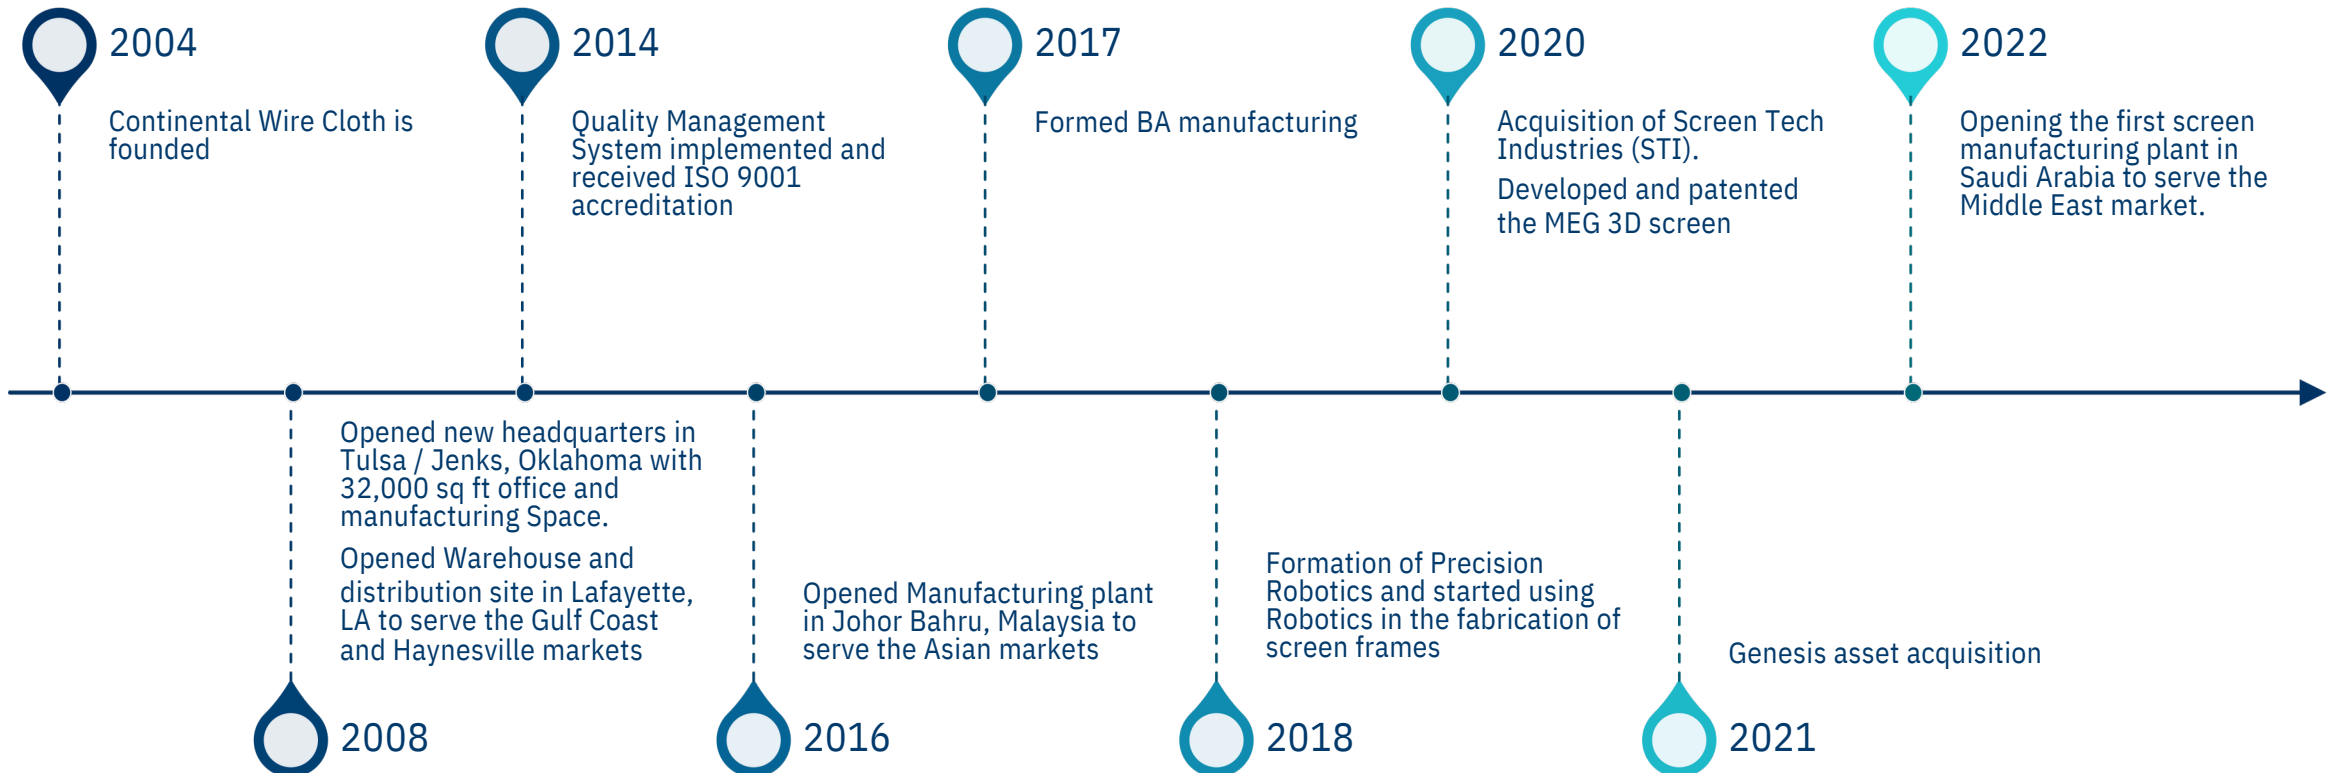 2004
Continental Wire Cloth is
founded
2014
Quality Management
System implemented and
received ISO 9001
accreditation
2017
Formed BA manufacturing
2020
Acquisition of Screen Tech
Industries (STI).
Developed and patented
the MEG 3D screen
2022
Opening the first screen
manufacturing plant in
Saudi Arabia to serve the
Middle East market.
Opened new headquarters in
Tulsa / Jenks, Oklahoma with
32,000 sq ft office and
manufacturing Space.
Opened Warehouse and
distribution site in Lafayette,
LA to serve the Gulf Coast
and Haynesville markets
2008
Opened Manufacturing plant
in Johor Bahru, Malaysia to
serve the Asian markets
2016
Formation of Precision
Robotics and started using
Robotics in the fabrication of
screen frames
2018
Genesis asset acquisition
2021